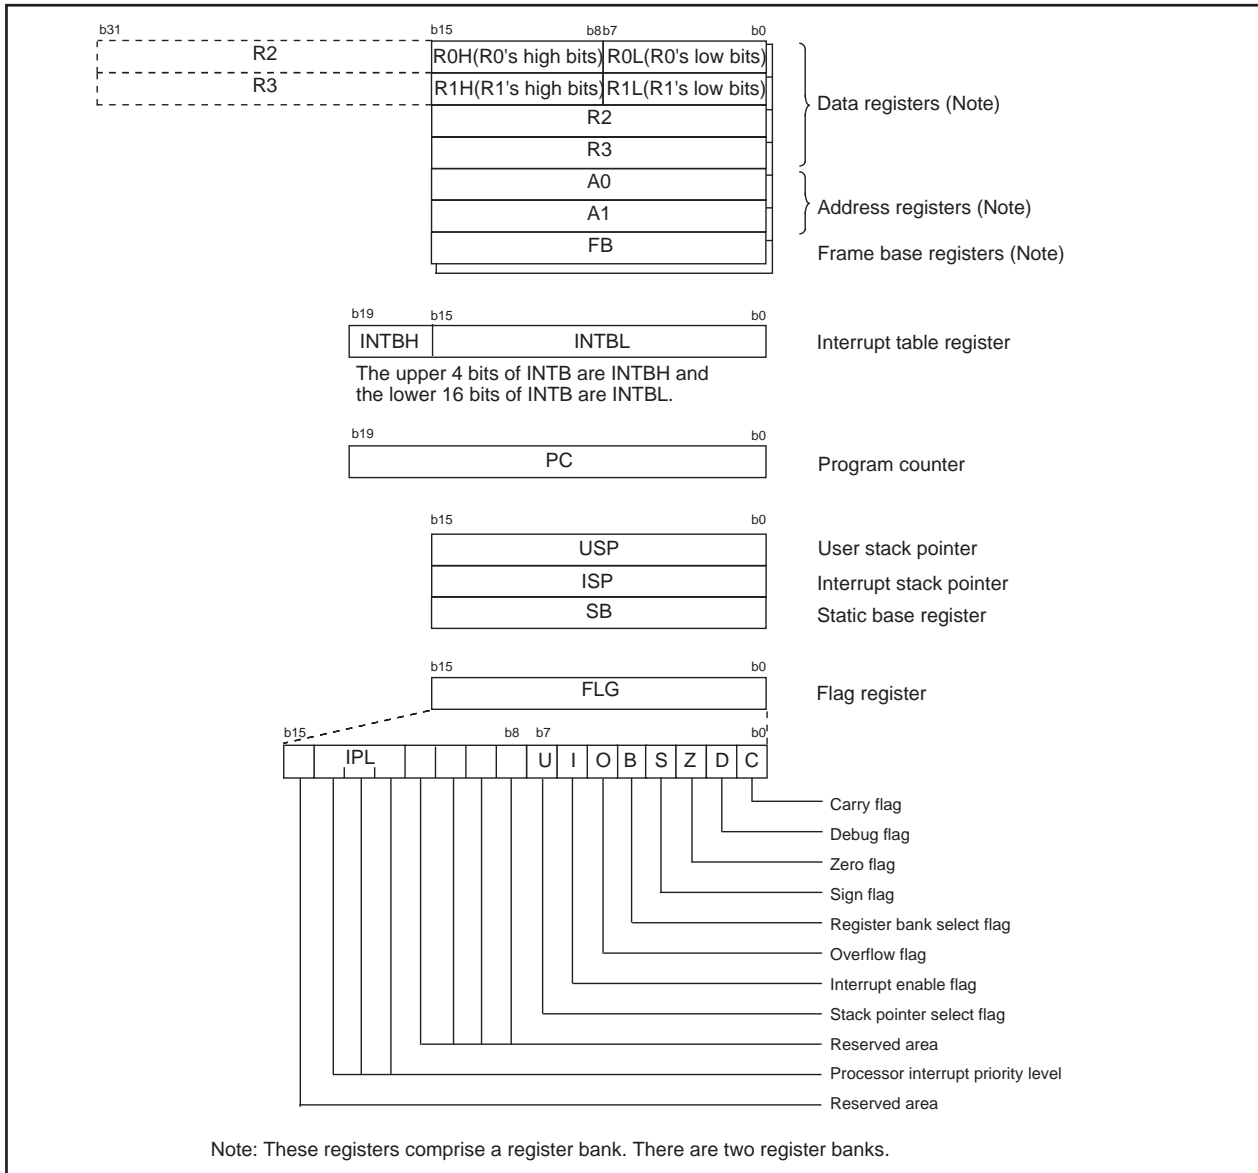 b31 b15 b8b7 b0
R2 R0H(R0's high bits) R0L(R0's low bits)
R3 R1H(R1's high bits) R1L(R1's low bits)
Data registers (Note)
R2
R3
A0
A1
Address registers (Note)
FB
Frame base registers (Note)
b19 b15 b0
INTBH INTBL Interrupt table register
The upper 4 bits of INTB are INTBH and
the lower 16 bits of INTB are INTBL.
b19 b0
PC Program counter
b15 b0
USP User stack pointer
ISP Interrupt stack pointer
SB Static base register
b15 b0
FLG Flag register
b15 b8 b7 b0
IPL U I O B S Z D C
Carry flag
Debug flag
Zero flag
Sign flag
Register bank select flag
Overflow flag
Interrupt enable flag
Stack pointer select flag
Reserved area
Processor interrupt priority level
Reserved area
Note: These registers comprise a register bank. There are two register banks.